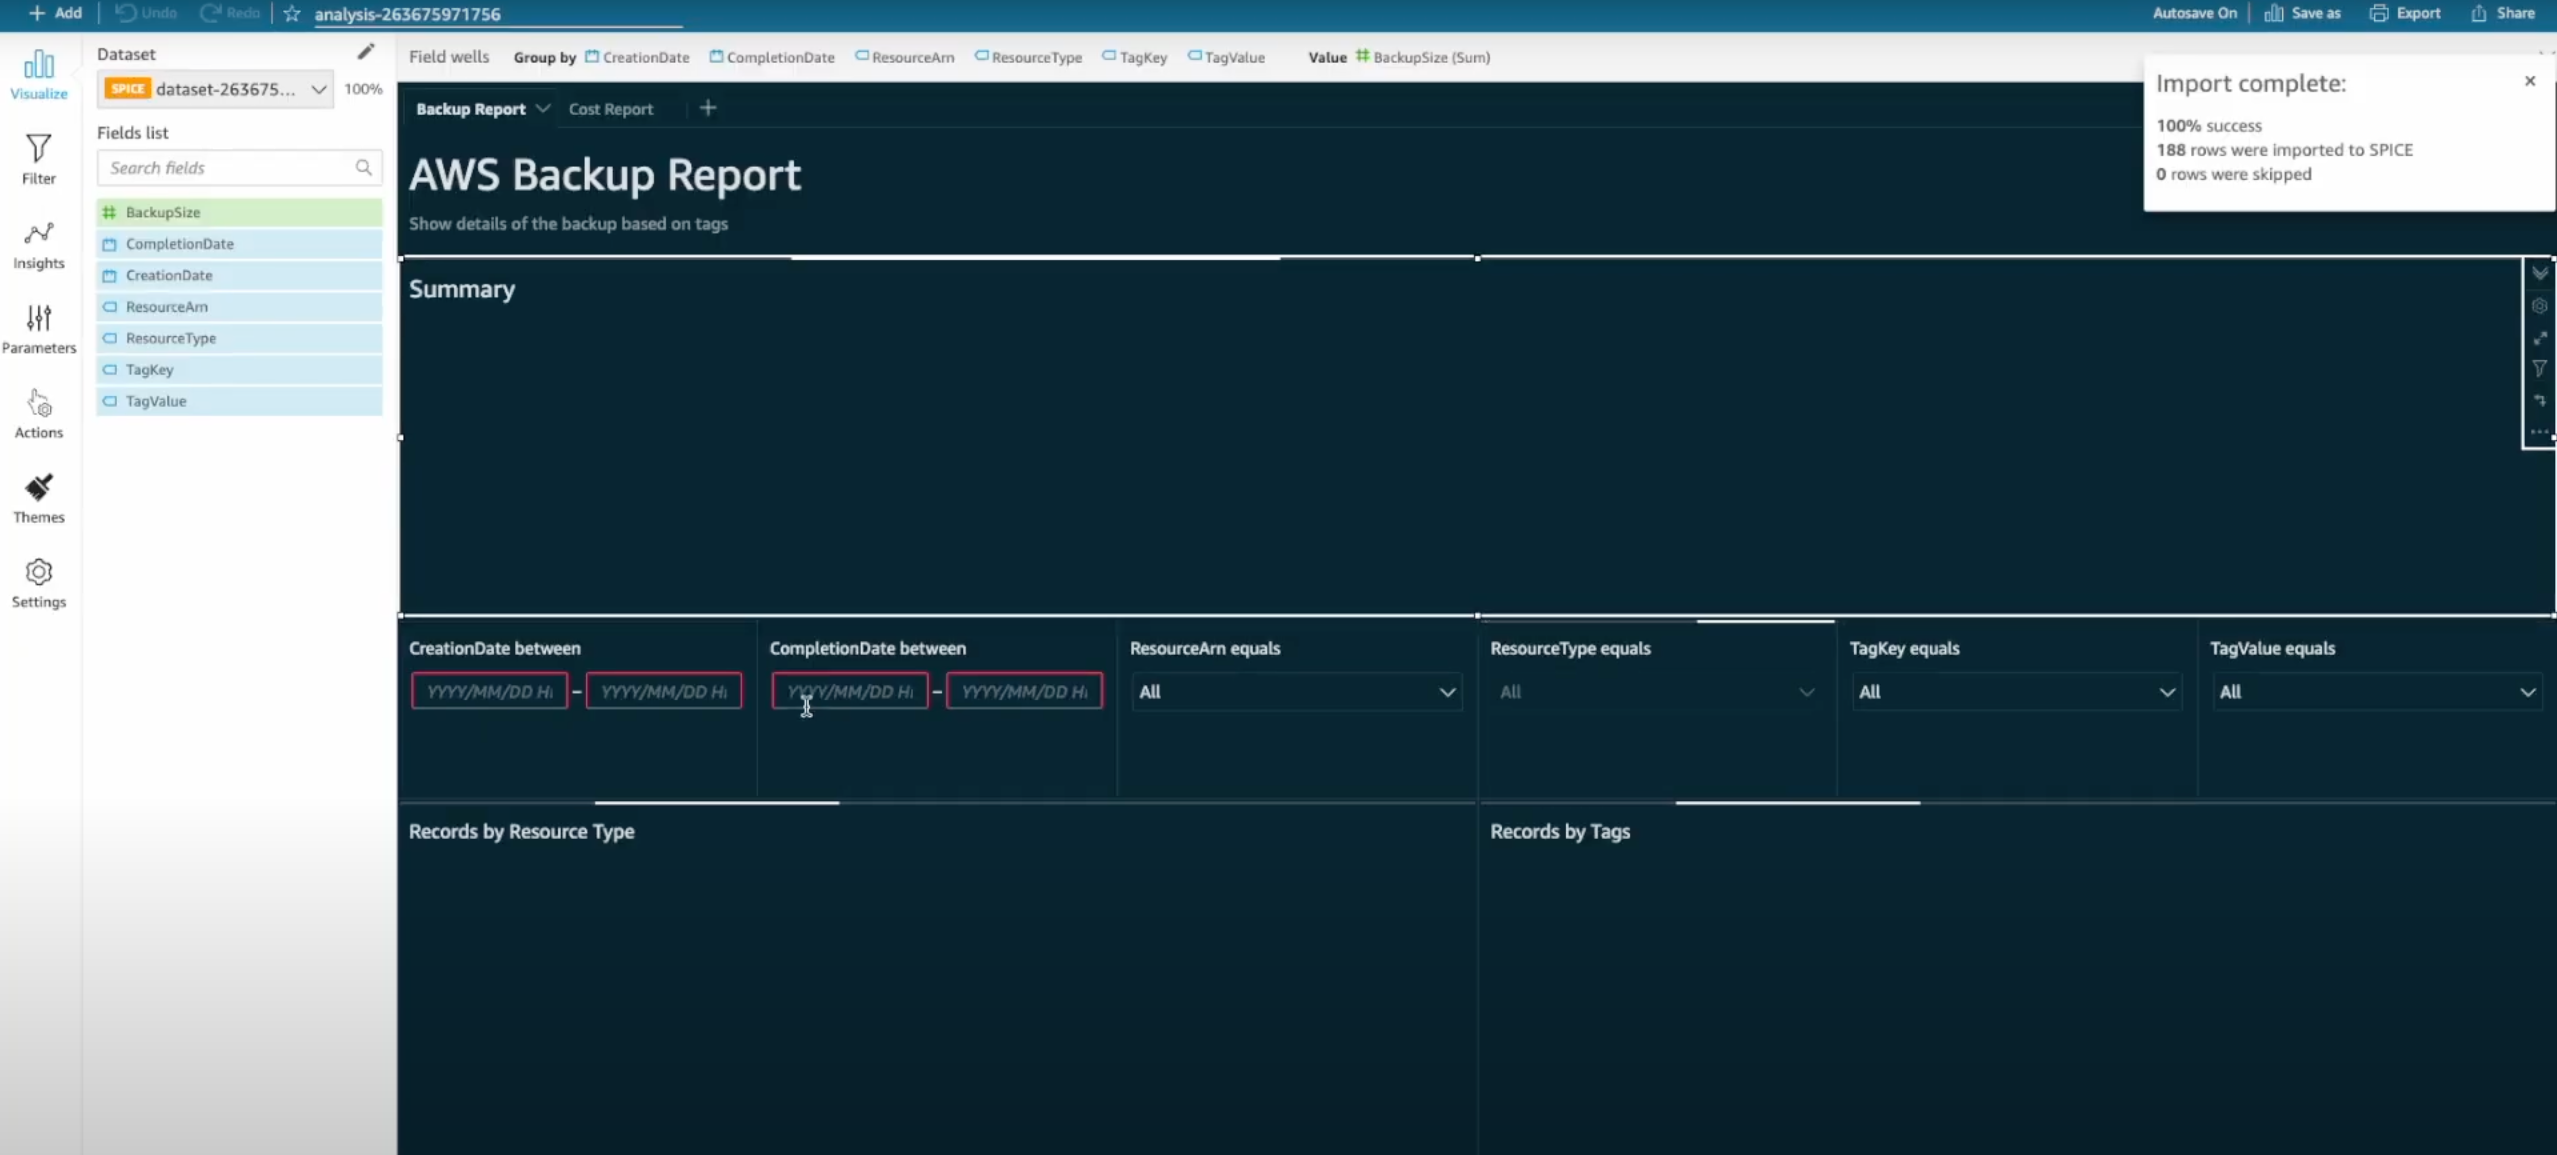 + Add Undo Redo analysis-263675971756 Autosave On Save as Export Share
Visualize
Filter
Insights
Parameters
Actions
Themes
Settings
Dataset
SPICE dataset-263675... 100%
Fields list
Search fields
BackupSize
CompletionDate
CreationDate
ResourceArn
ResourceType
TagKey
TagValue
Field wells Group by CreationDate CompletionDate ResourceArn ResourceType TagKey TagValue Value BackupSize (Sum)
Backup Report Cost Report +
Import complete:
100% success
188 rows were imported to SPICE
0 rows were skipped
AWS Backup Report
Show details of the backup based on tags
Summary
CreationDate between CompletionDate between ResourceArn equals ResourceType equals TagKey equals TagValue equals
YYYY/MM/DD H – YYYY/MM/DD H YYYY/MM/DD H – YYYY/MM/DD H All All All All
Records by Resource Type Records by Tags